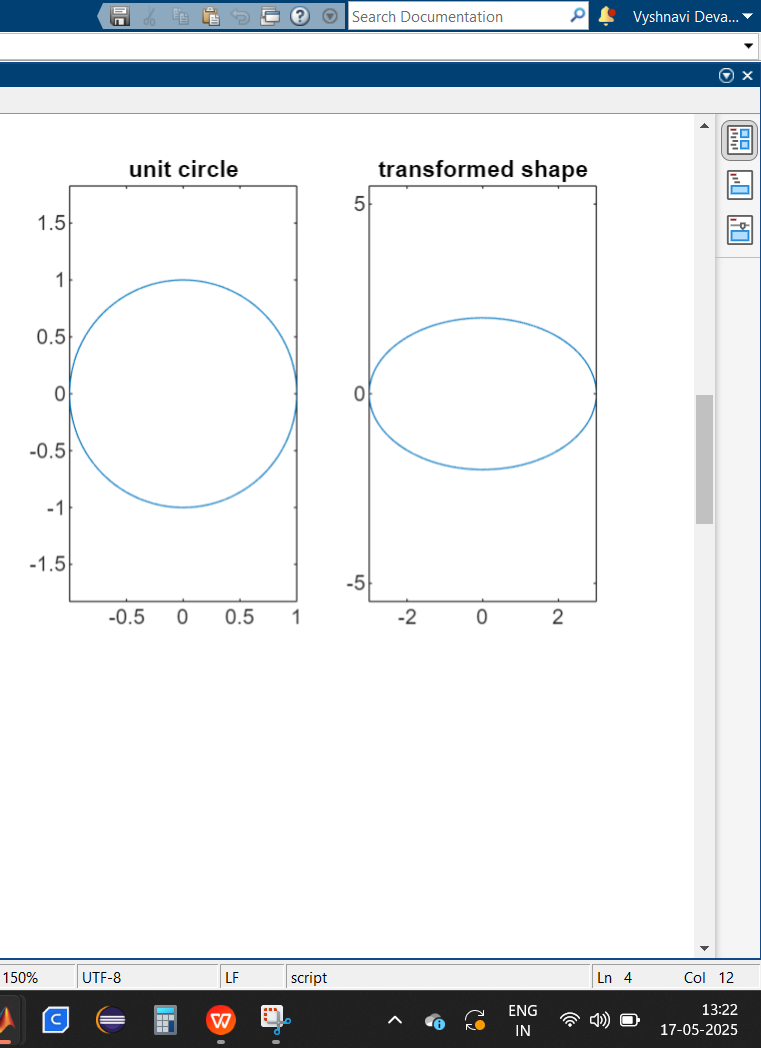 Search Documentation
Vyshnavi Deva...
unit circle
transformed shape
1.5
1
0.5
0
-0.5
-1
-1.5
-0.5 0 0.5 1
5
0
-5
-2 0 2
150% UTF-8 LF script Ln 4 Col 12
ENG
IN
13:22
17-05-2025